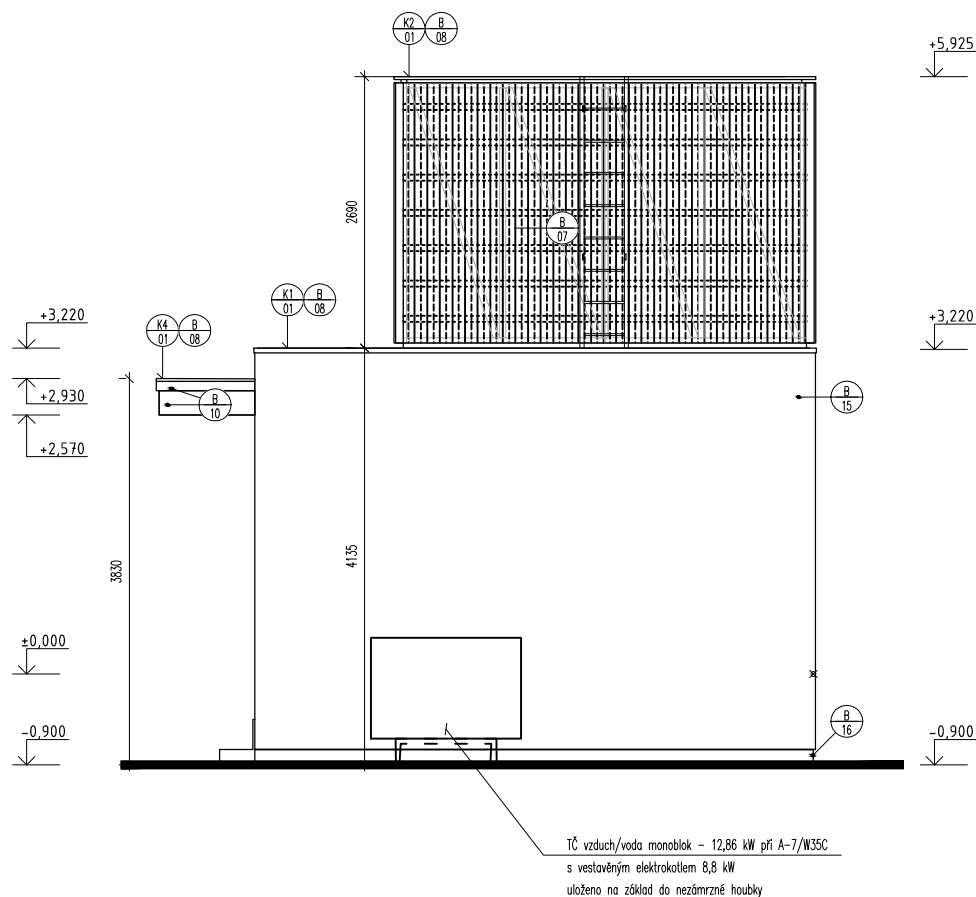 K2
01
B
08
+5,925
2690
B
07
K1
01
B
08
+3,220
+3,220
K4
01
B
08
+2,930
B
10
B
15
+2,570
3830
4135
±0,000
-0,900
B
16
-0,900
TČ vzduch/voda monoblok - 12,86 kW při A-7/W35C
s vestavěným elektrokotlem 8,8 kW
uloženo na základ do nezámrzné houbky